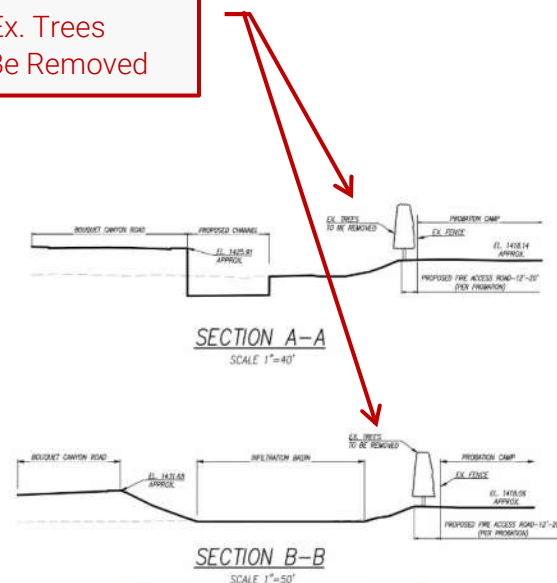 Ex. Trees
Be Removed
BOUQUET CANYON ROAD
PROPOSED CHANNEL
EL. 1425.91
APPROX.
EX. TREES
TO BE REMOVED
PROBATION CAMP
EX. FENCE
EL. 1418.14
APPROX.
PROPOSED FIRE ACCESS ROAD-12'-20'
(PER PROBATION)
SECTION A-A
SCALE 1"=40'
BOUQUET CANYON ROAD
EL. 1431.65
APPROX.
INFILTRATION BASIN
EX. TREES
TO BE REMOVED
PROBATION CAMP
EX. FENCE
APPROX.
PROPOSED FIRE ACCESS ROAD-12'-20'
(PER PROBATION)
SECTION B-B
SCALE 1"=50'